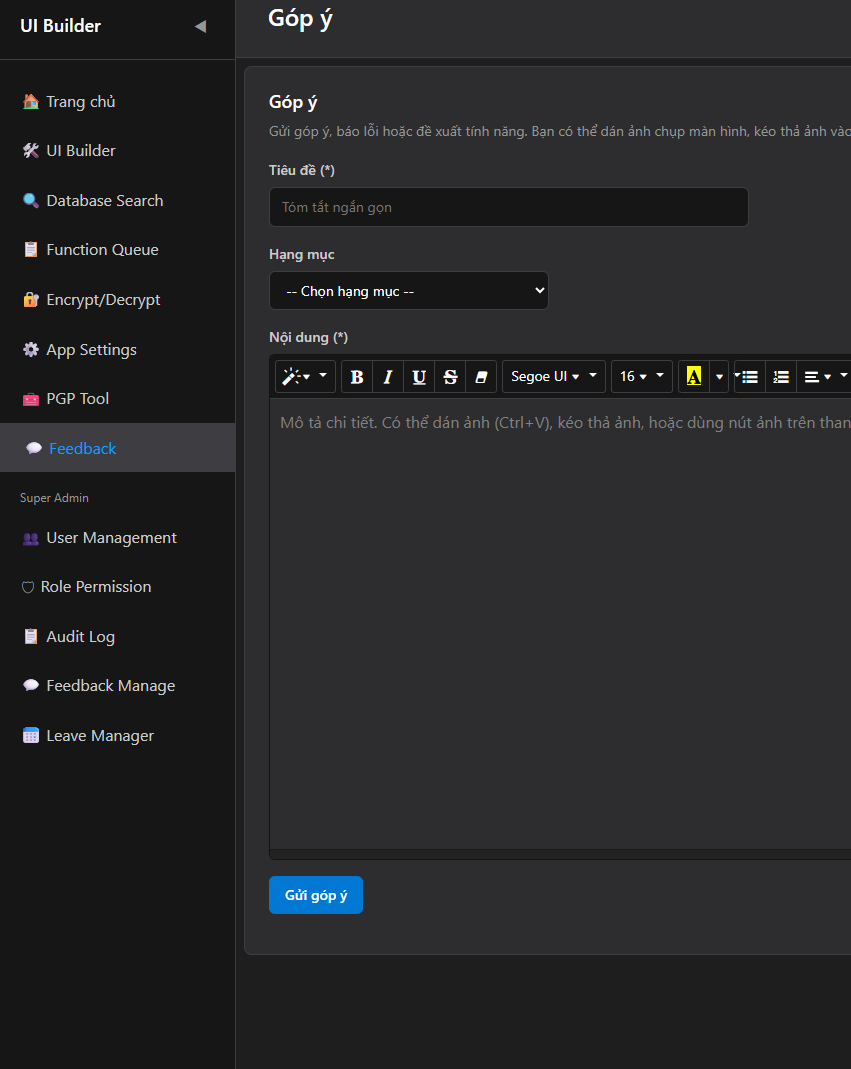 UI Builder
Trang chủ
UI Builder
Database Search
Function Queue
Encrypt/Decrypt
App Settings
PGP Tool
Feedback
Super Admin
User Management
Role Permission
Audit Log
Feedback Manage
Leave Manager
Góp ý
Góp ý
Gửi góp ý, báo lỗi hoặc đề xuất tính năng. Bạn có thể dán ảnh chụp màn hình, kéo thả ảnh vào
Tiêu đề (*)
Tóm tắt ngắn gọn
Hạng mục
-- Chọn hạng mục --
Nội dung (*)
B I U S Segoe UI 16 A
Mô tả chi tiết. Có thể dán ảnh (Ctrl+V), kéo thả ảnh, hoặc dùng nút ảnh trên than
Gửi góp ý